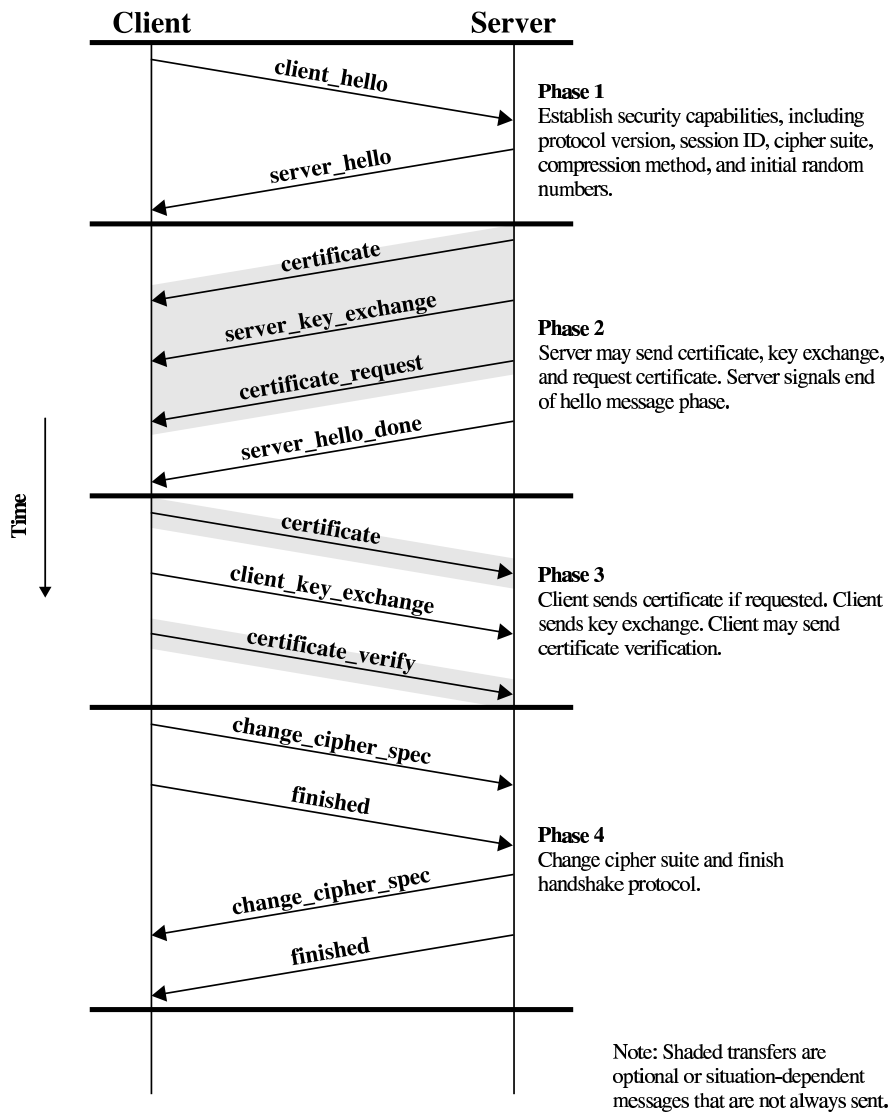 Client Server
client_hello
Phase 1
Establish security capabilities, including
protocol version, session ID, cipher suite,
compression method, and initial random
numbers.
server_hello
certificate
server_key_exchange
Phase 2
Server may send certificate, key exchange,
and request certificate. Server signals end
of hello message phase.
certificate_request
server_hello_done
Time
certificate
client_key_exchange
Phase 3
Client sends certificate if requested. Client
sends key exchange. Client may send
certificate verification.
certificate_verify
change_cipher_spec
finished
Phase 4
Change cipher suite and finish
handshake protocol.
change_cipher_spec
finished
Note: Shaded transfers are
optional or situation-dependent
messages that are not always sent.